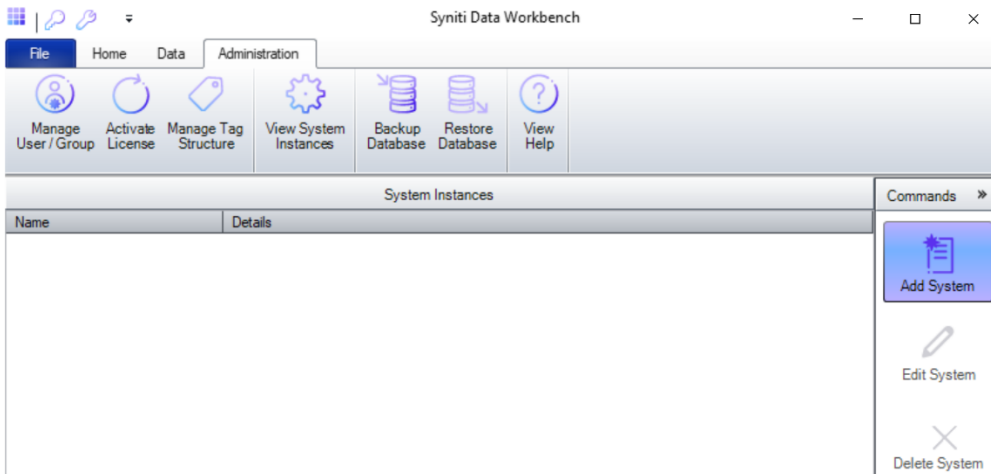 Syniti Data Workbench
File Home Data Administration
Manage User / Group
Activate License
Manage Tag Structure
View System Instances
Backup Database
Restore Database
View Help
System Instances
Name Details
Commands »
Add System
Edit System
Delete System